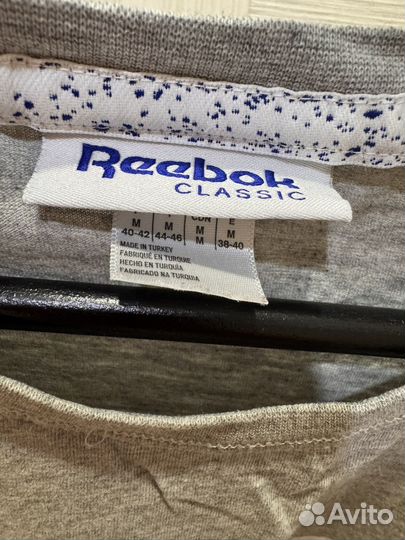 Reebok
CLASSIC
CDN E
M M M M
40-42 44-46 M 38-40
MADE IN TURKEY
FABRIQUÉ EN TURQUIE
HECHO EN TURQUÍA
FABRICADO NA TURQUIA
Avito